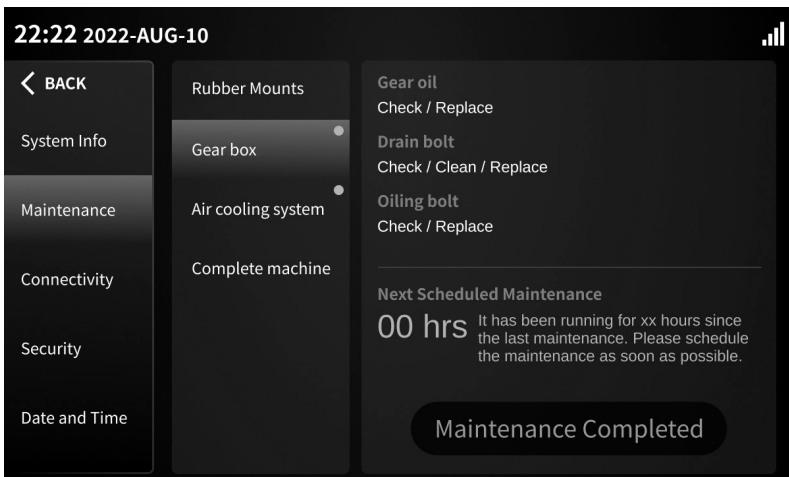 22:22 2022-AUG-10
BACK
System Info
Maintenance
Connectivity
Security
Date and Time
Rubber Mounts
Gear box
Air cooling system
Complete machine
Gear oil
Check / Replace
Drain bolt
Check / Clean / Replace
Oiling bolt
Check / Replace
Next Scheduled Maintenance
00 hrs
It has been running for xx hours since
the last maintenance. Please schedule
the maintenance as soon as possible.
Maintenance Completed